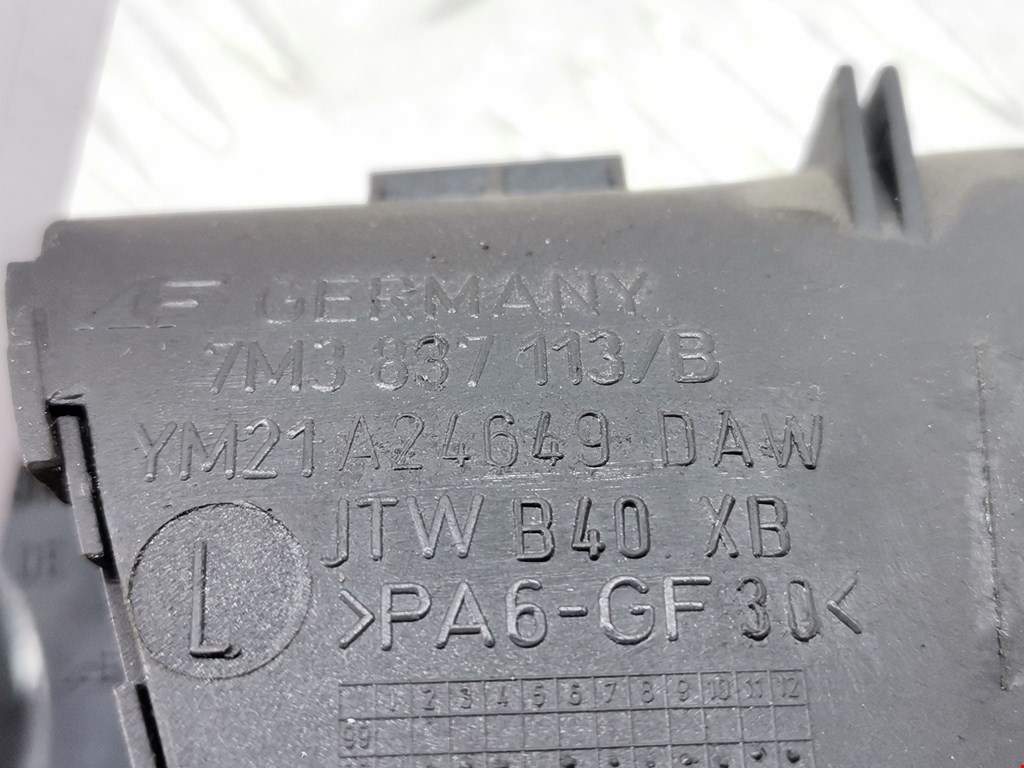 AF GERMANY
7M3 837 113/B
YM21 A24649 DAW
JTW B40 XB
L
>PA6-GF30<
1 2 3 4 5 6 7 8 9 10 11 12
99